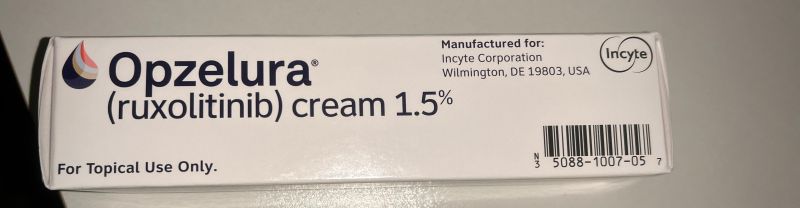 Opzelura®
(ruxolitinib) cream 1.5%
Manufactured for:
Incyte Corporation
Wilmington, DE 19803, USA
Incyte
For Topical Use Only.
N
3 5088-1007-05 7